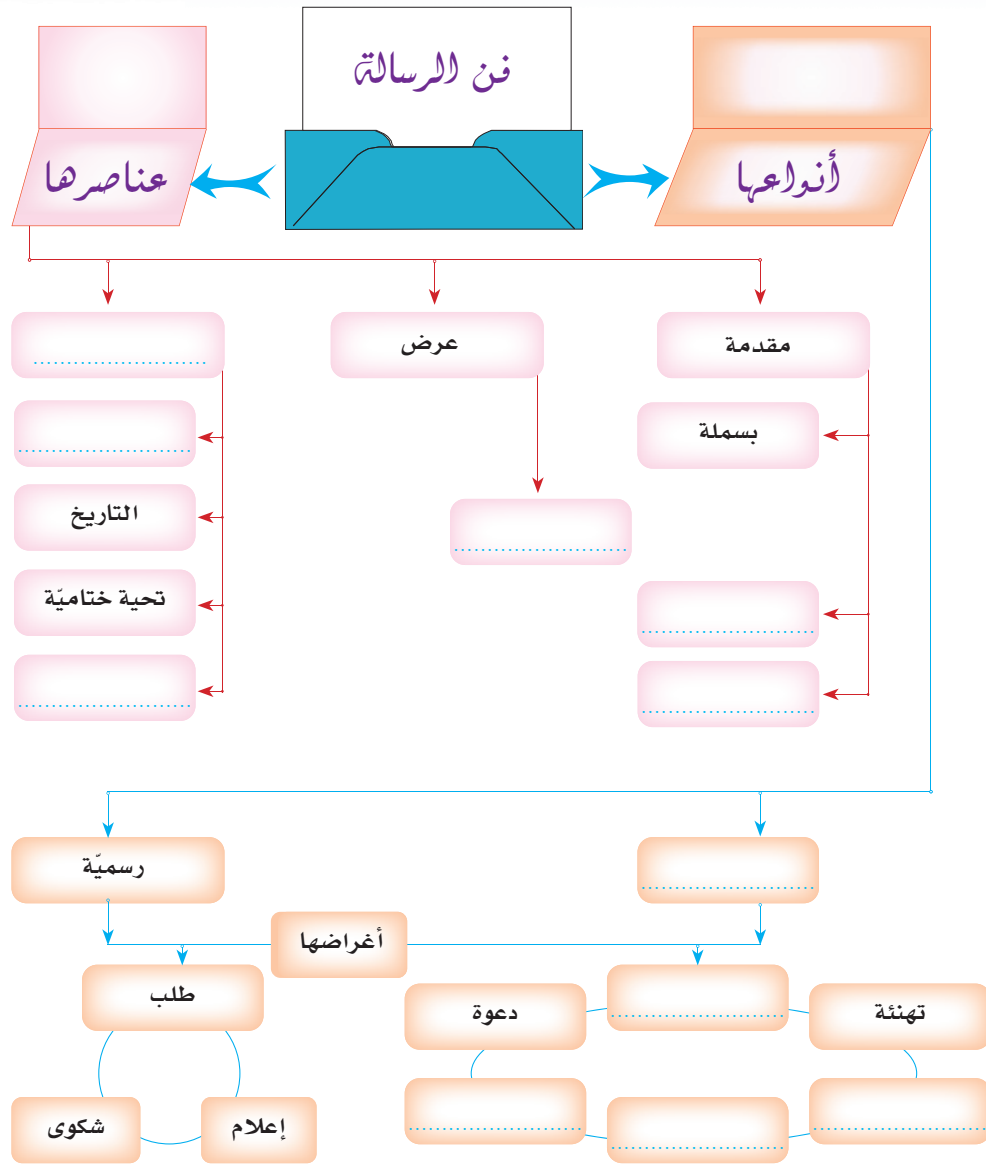 فن الرسالة
أنواعها
عناصرها
مقدمة
عرض
بسملة
التاريخ
تحية ختاميّة
رسميّة
أغراضها
طلب
دعوة
تهنئة
إعلام
شكوى